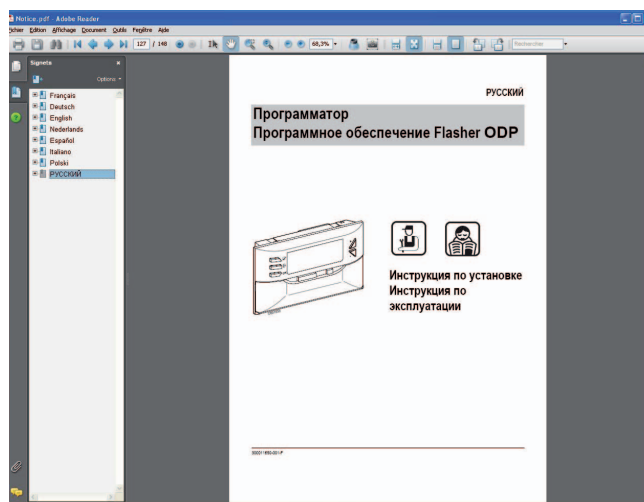 Notice.pdf - Adobe Reader
Fichier Edition Affichage Document Outils Fenêtre Aide
127 / 148 68,3% Rechercher
Signets
Options
Français
Deutsch
English
Nederlands
Español
Italiano
Polski
РУССКИЙ
РУССКИЙ
Программатор
Программное обеспечение Flasher ODP
Инструкция по установке
Инструкция по
эксплуатации